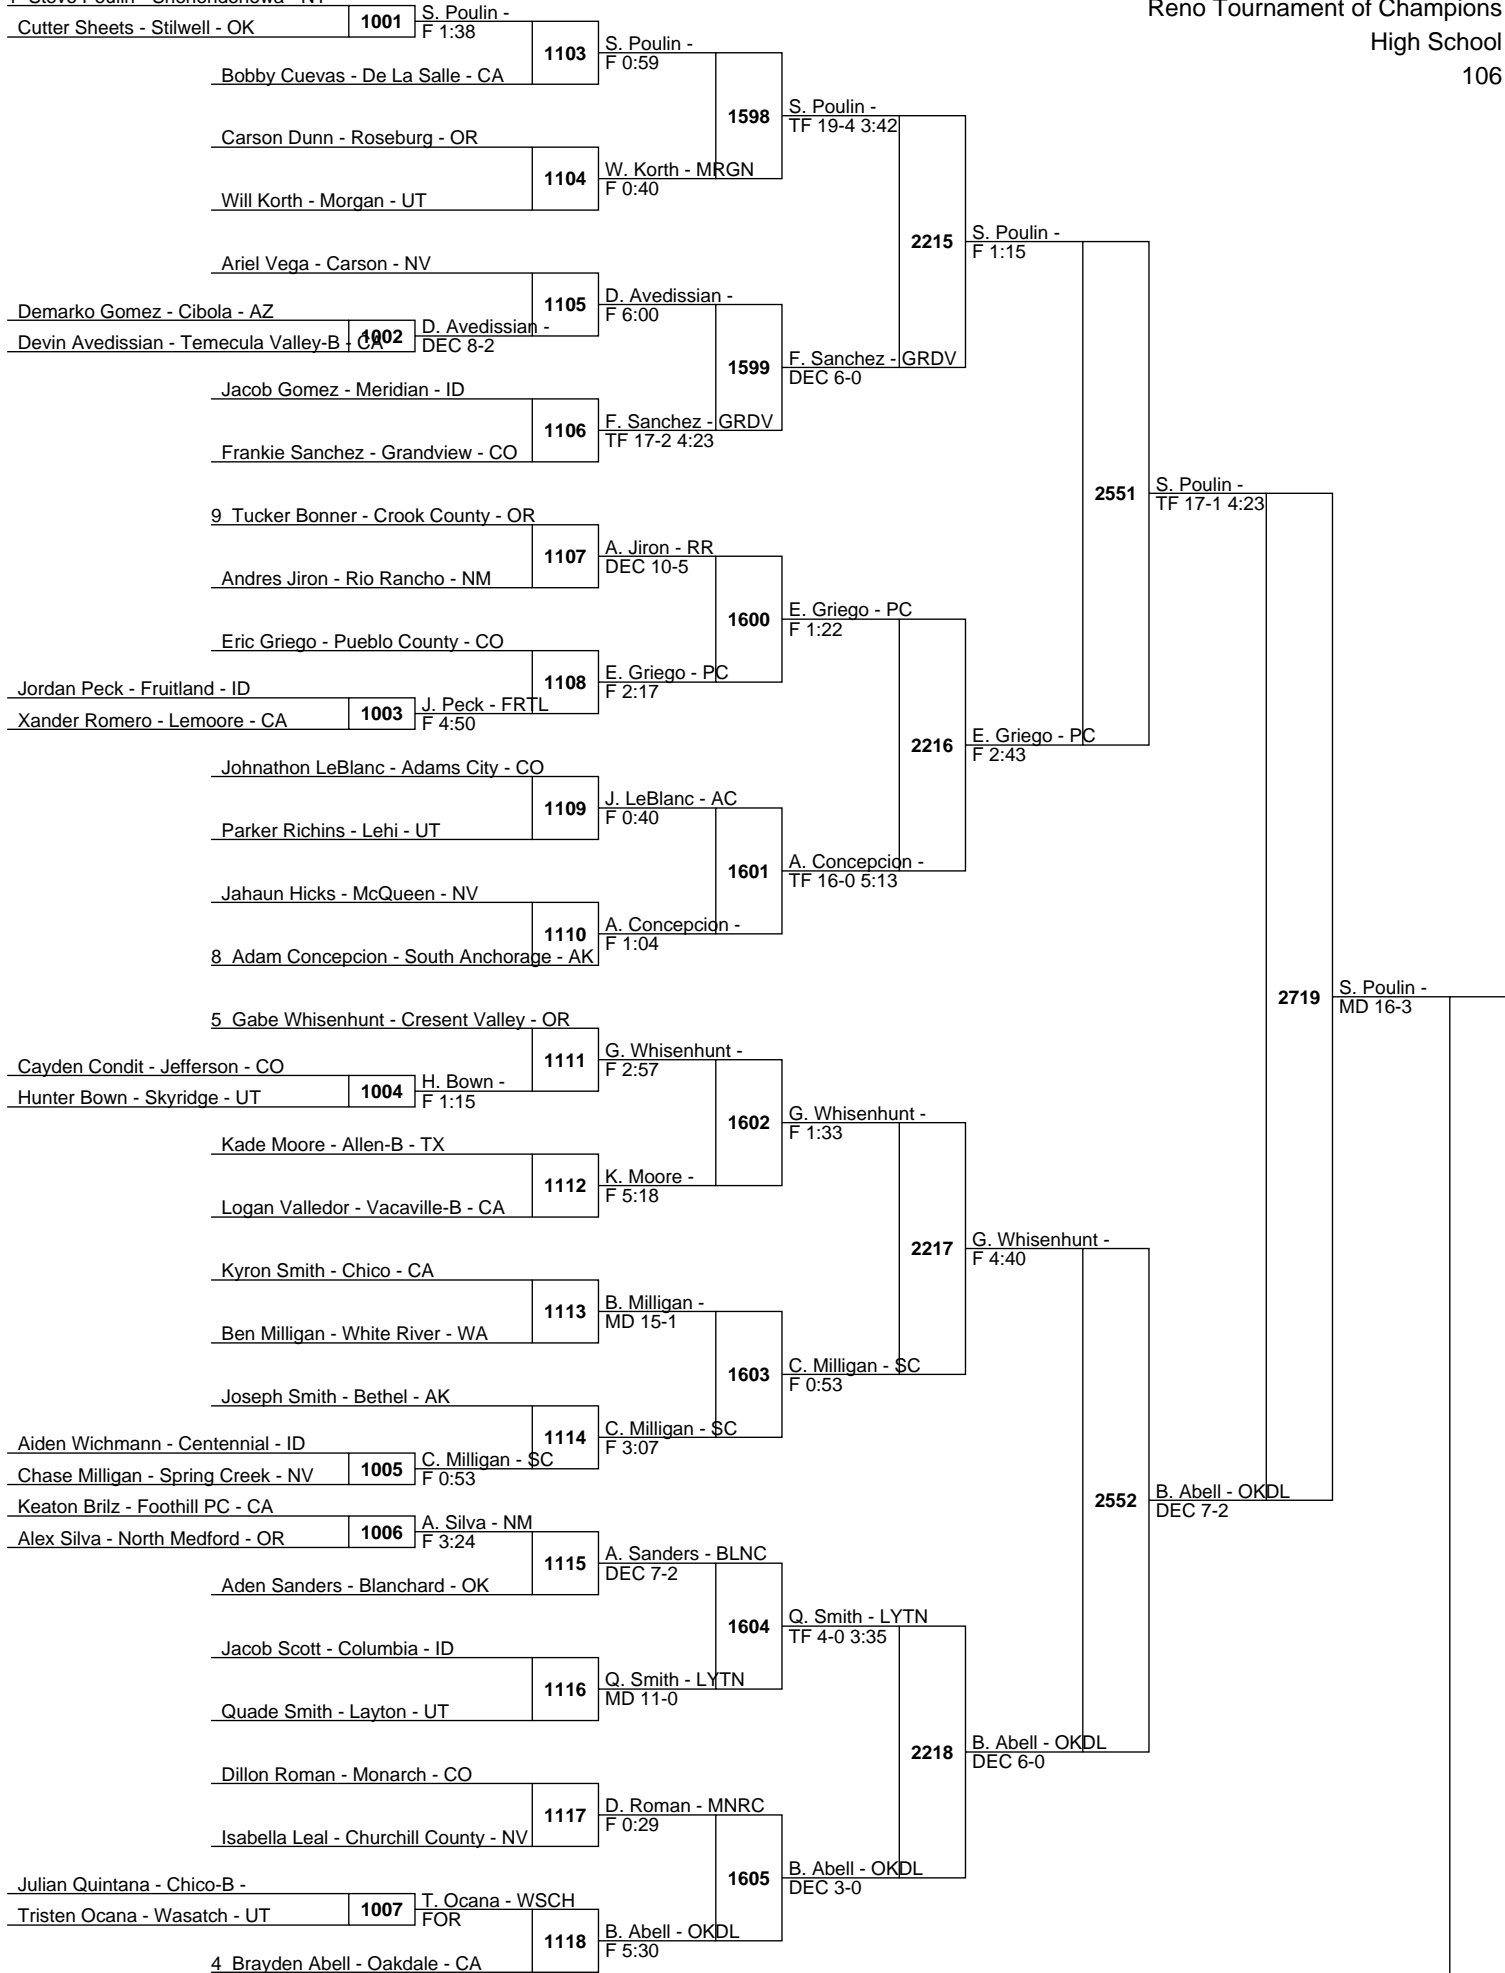 Reno Tournament of Champions
High School
106
Cutter Sheets - Stilwell - OK
1001
S. Poulin -
F 1:38
Bobby Cuevas - De La Salle - CA
1103
S. Poulin -
F 0:59
Carson Dunn - Roseburg - OR
Will Korth - Morgan - UT
1104
W. Korth - MRGN
F 0:40
1598
S. Poulin -
TF 19-4 3:42
Ariel Vega - Carson - NV
Demarko Gomez - Cibola - AZ
Devin Avedissian - Temecula Valley-B - CA
1002
D. Avedissian -
DEC 8-2
1105
D. Avedissian -
F 6:00
Jacob Gomez - Meridian - ID
Frankie Sanchez - Grandview - CO
1106
F. Sanchez - GRDV
TF 17-2 4:23
1599
F. Sanchez - GRDV
DEC 6-0
2215
S. Poulin -
F 1:15
9 Tucker Bonner - Crook County - OR
Andres Jiron - Rio Rancho - NM
1107
A. Jiron - RR
DEC 10-5
Eric Griego - Pueblo County - CO
Jordan Peck - Fruitland - ID
Xander Romero - Lemoore - CA
1003
J. Peck - FRTL
F 4:50
1108
E. Griego - PC
F 2:17
1600
E. Griego - PC
F 1:22
Johnathon LeBlanc - Adams City - CO
Parker Richins - Lehi - UT
1109
J. LeBlanc - AC
F 0:40
Jahaun Hicks - McQueen - NV
8 Adam Concepcion - South Anchorage - AK
1110
A. Concepcion -
F 1:04
1601
A. Concepcion -
TF 16-0 5:13
2216
E. Griego - PC
F 2:43
2551
S. Poulin -
TF 17-1 4:23
5 Gabe Whisenhunt - Cresent Valley - OR
Cayden Condit - Jefferson - CO
Hunter Bown - Skyridge - UT
1004
H. Bown -
F 1:15
1111
G. Whisenhunt -
F 2:57
Kade Moore - Allen-B - TX
Logan Valledor - Vacaville-B - CA
1112
K. Moore -
F 5:18
1602
G. Whisenhunt -
F 1:33
Kyron Smith - Chico - CA
Ben Milligan - White River - WA
1113
B. Milligan -
MD 15-1
Joseph Smith - Bethel - AK
Aiden Wichmann - Centennial - ID
Chase Milligan - Spring Creek - NV
1005
C. Milligan - SC
F 0:53
1114
C. Milligan - SC
F 3:07
1603
C. Milligan - SC
F 0:53
2217
G. Whisenhunt -
F 4:40
Keaton Brilz - Foothill PC - CA
Alex Silva - North Medford - OR
1006
A. Silva - NM
F 3:24
Aden Sanders - Blanchard - OK
1115
A. Sanders - BLNC
DEC 7-2
Jacob Scott - Columbia - ID
Quade Smith - Layton - UT
1116
Q. Smith - LYTN
MD 11-0
1604
Q. Smith - LYTN
TF 4-0 3:35
Dillon Roman - Monarch - CO
Isabella Leal - Churchill County - NV
1117
D. Roman - MNRC
F 0:29
Julian Quintana - Chico-B -
Tristen Ocana - Wasatch - UT
1007
T. Ocana - WSCH
FOR
4 Brayden Abell - Oakdale - CA
1118
B. Abell - OKDL
F 5:30
1605
B. Abell - OKDL
DEC 3-0
2218
B. Abell - OKDL
DEC 6-0
2552
B. Abell - OKDL
DEC 7-2
2719
S. Poulin -
MD 16-3